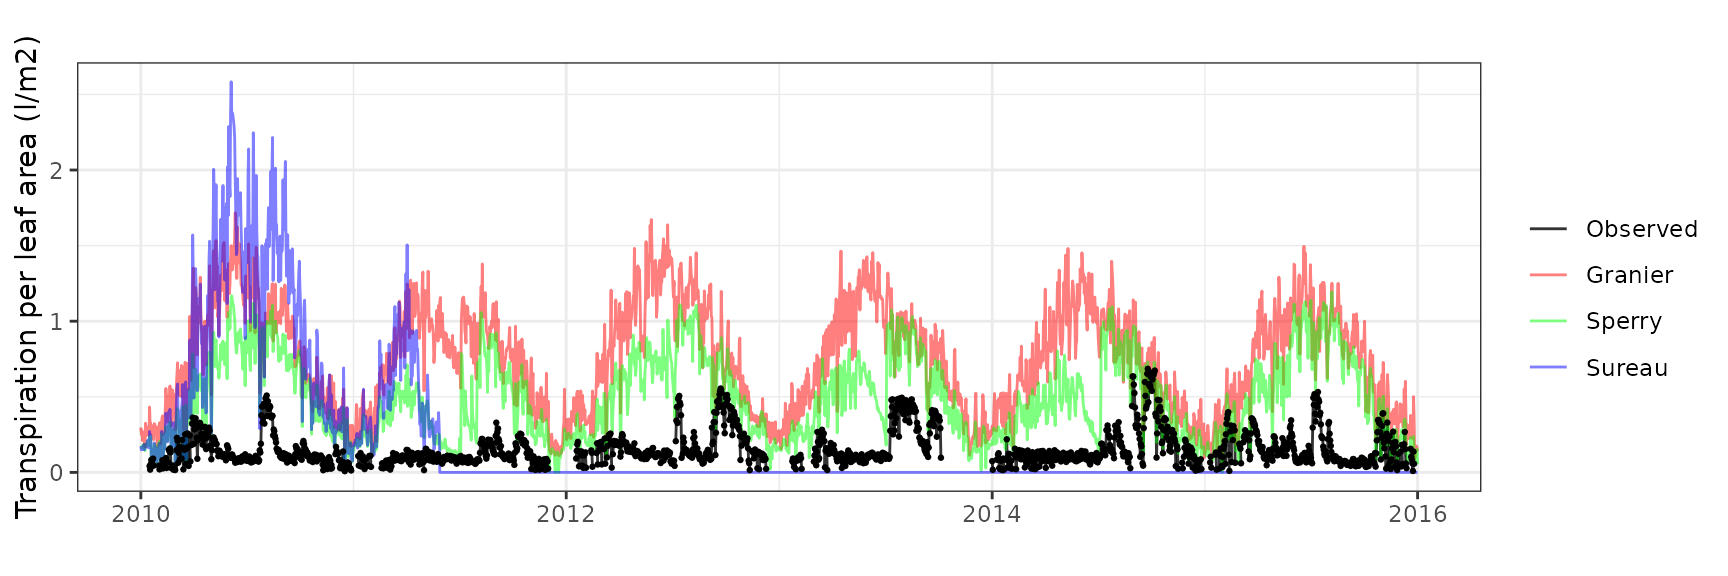 Transpiration per leaf area (l/m2)
2
1
0
2010
2012
2014
2016
Observed
Granier
Sperry
Sureau